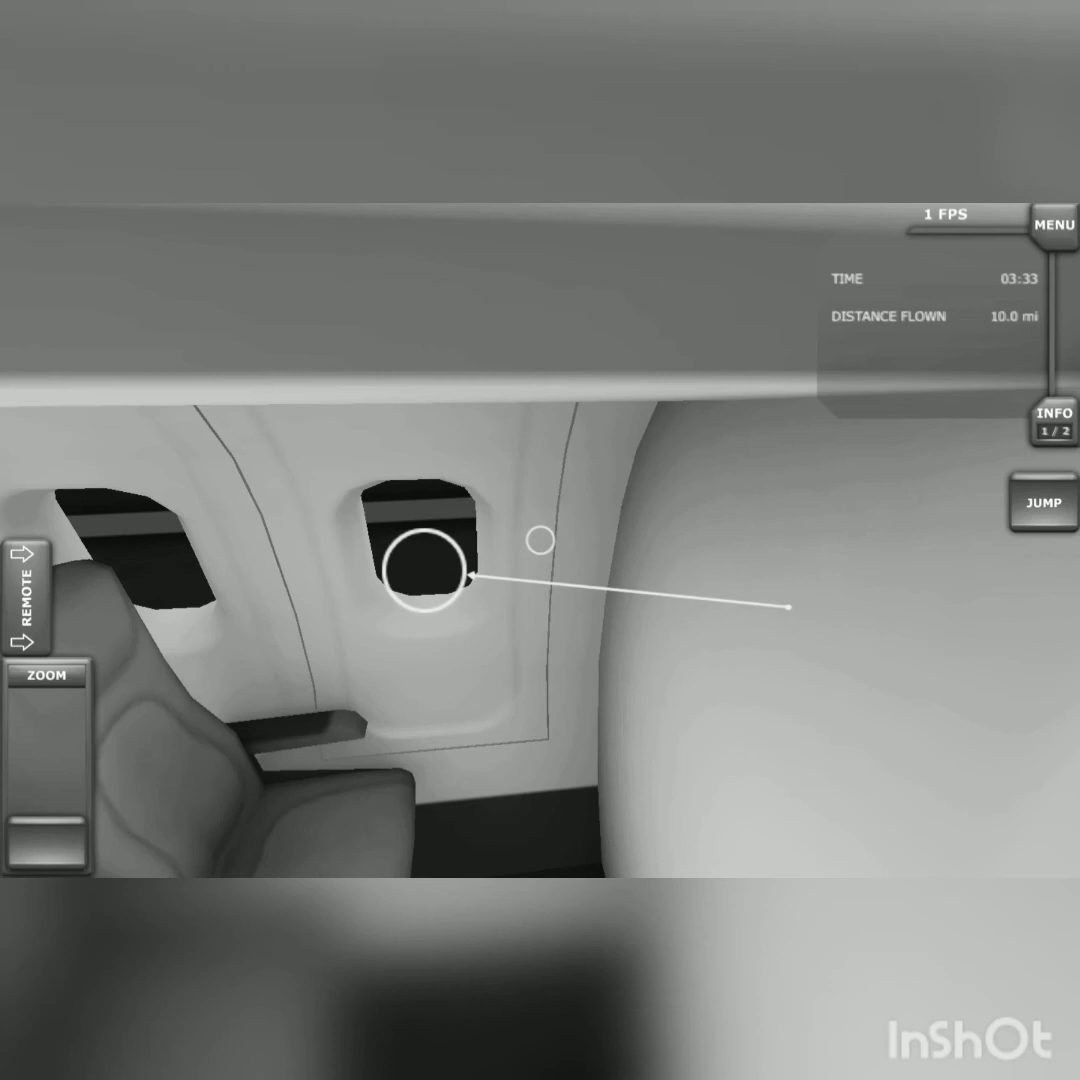 1 FPS
MENU
TIME 03:33
DISTANCE FLOWN 10.0 mi
INFO
1 / 2
JUMP
REMOTE
ZOOM
InShOt